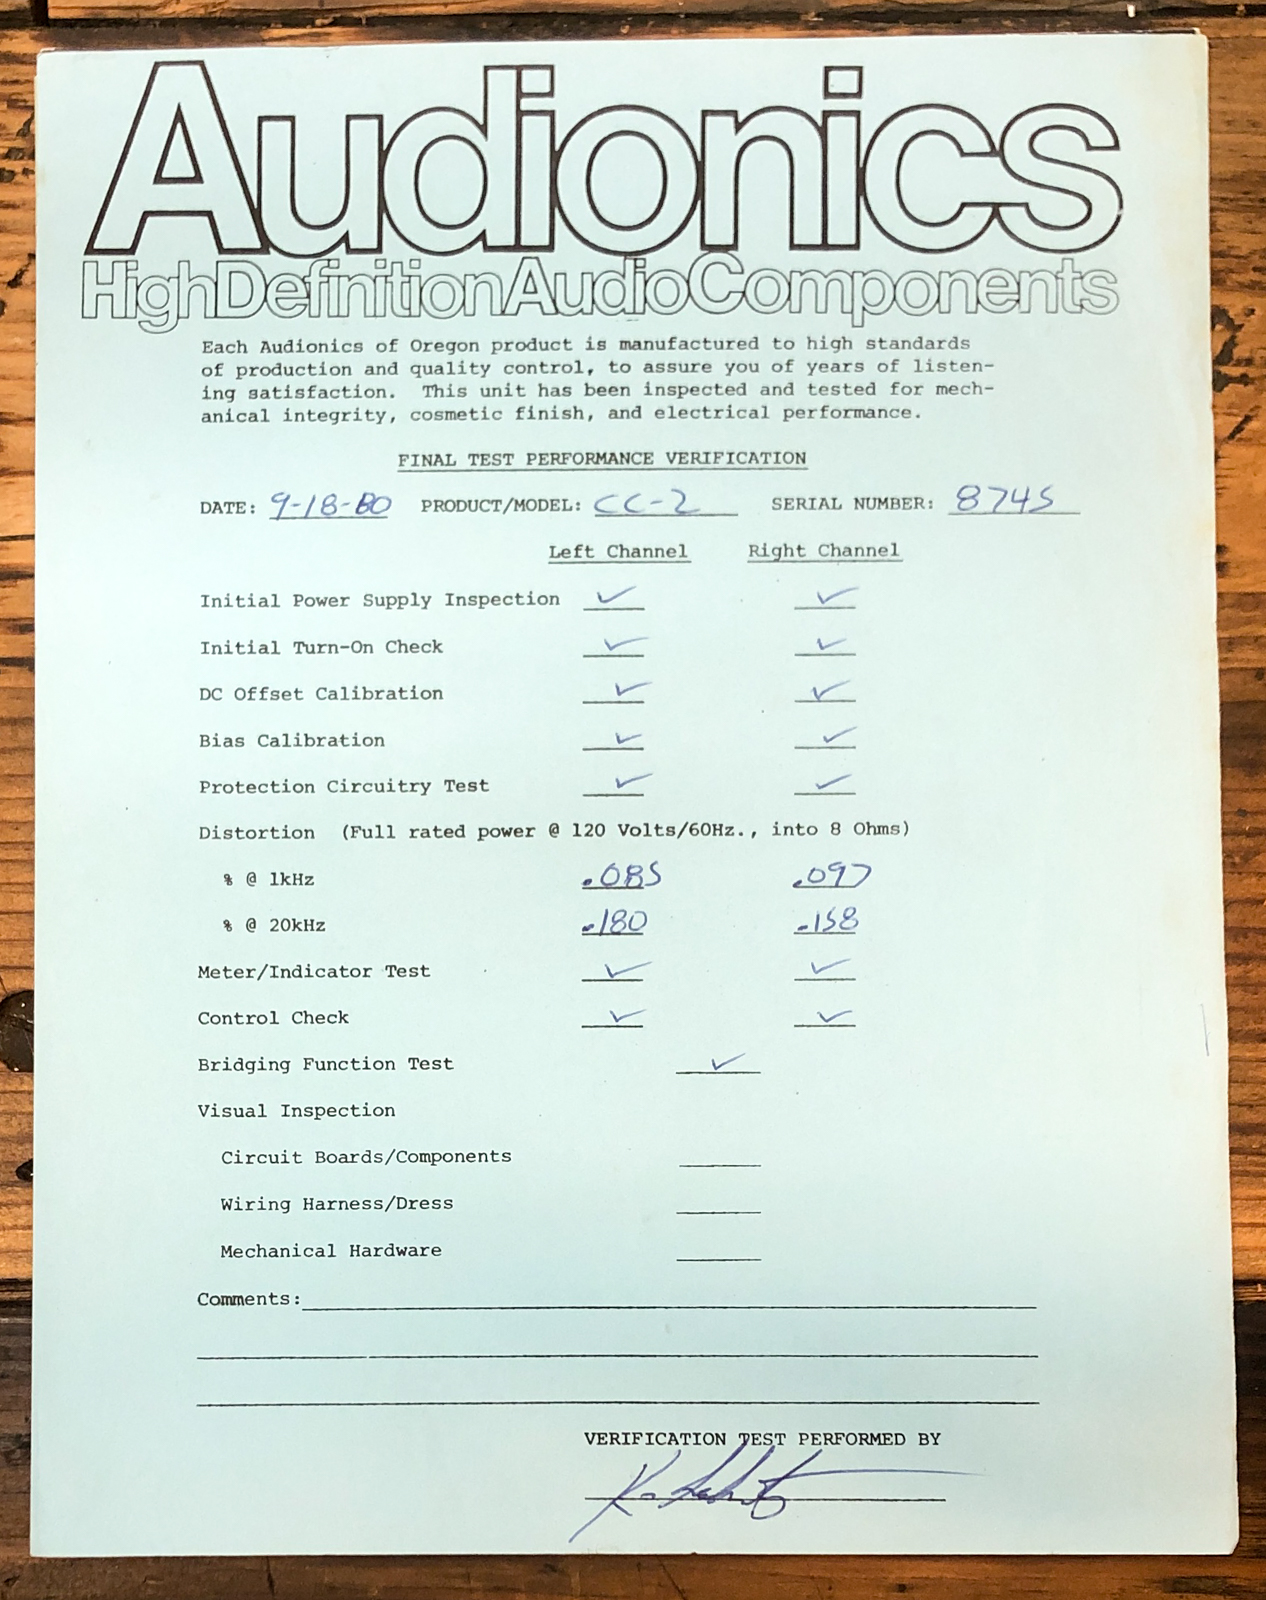 Audionics
HighDefinitionAudioComponents
Each Audionics of Oregon product is manufactured to high standards
of production and quality control, to assure you of years of listen-
ing satisfaction. This unit has been inspected and tested for mech-
anical integrity, cosmetic finish, and electrical performance.
FINAL TEST PERFORMANCE VERIFICATION
DATE: 9-18-80 PRODUCT/MODEL: CC-2 SERIAL NUMBER: 8745
Left Channel Right Channel
Initial Power Supply Inspection ✓ ✓
Initial Turn-On Check ✓ ✓
DC Offset Calibration ✓ ✓
Bias Calibration ✓ ✓
Protection Circuitry Test ✓ ✓
Distortion (Full rated power @ 120 Volts/60Hz., into 8 Ohms)
% @ 1kHz .085 .097
% @ 20kHz .180 .158
Meter/Indicator Test ✓ ✓
Control Check ✓ ✓
Bridging Function Test ✓
Visual Inspection
Circuit Boards/Components
Wiring Harness/Dress
Mechanical Hardware
Comments:
VERIFICATION TEST PERFORMED BY